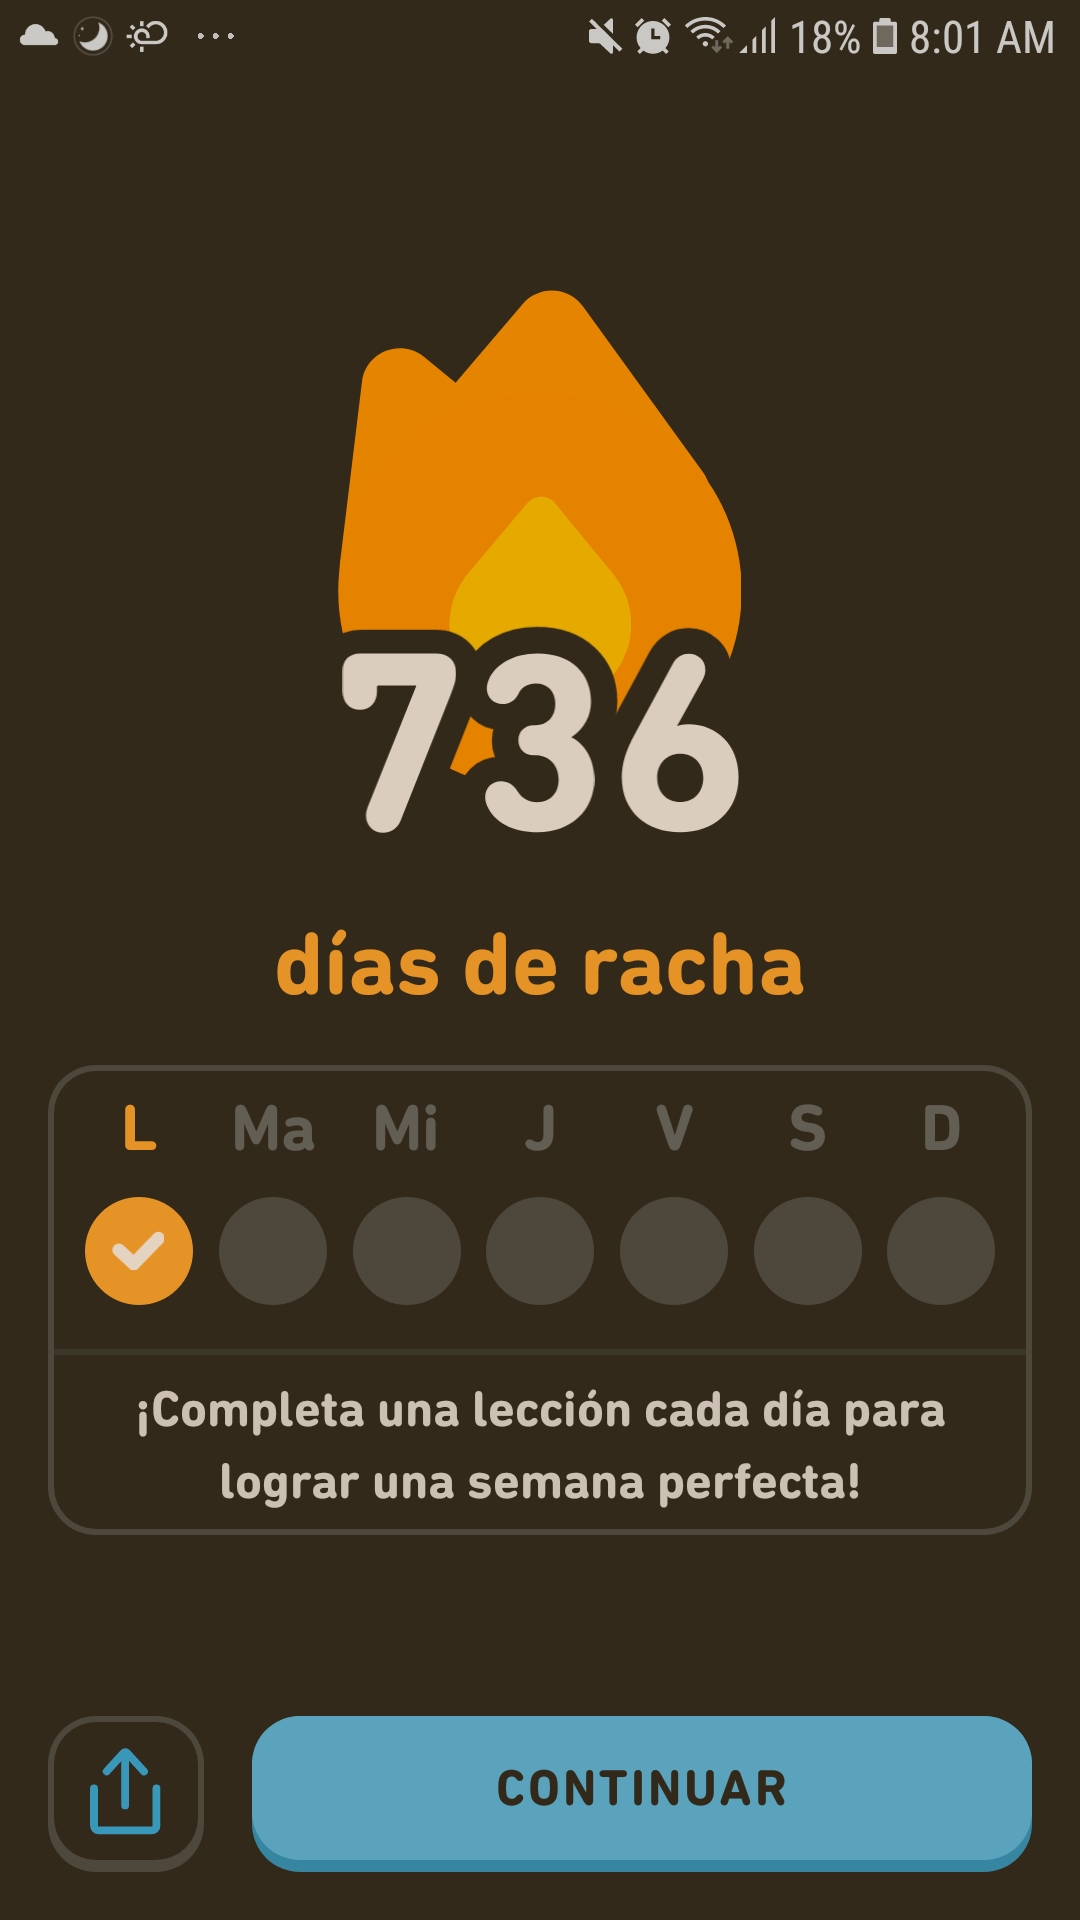 18% 8:01 AM
736
días de racha
L Ma Mi J V S D
¡Completa una lección cada día para
lograr una semana perfecta!
CONTINUAR